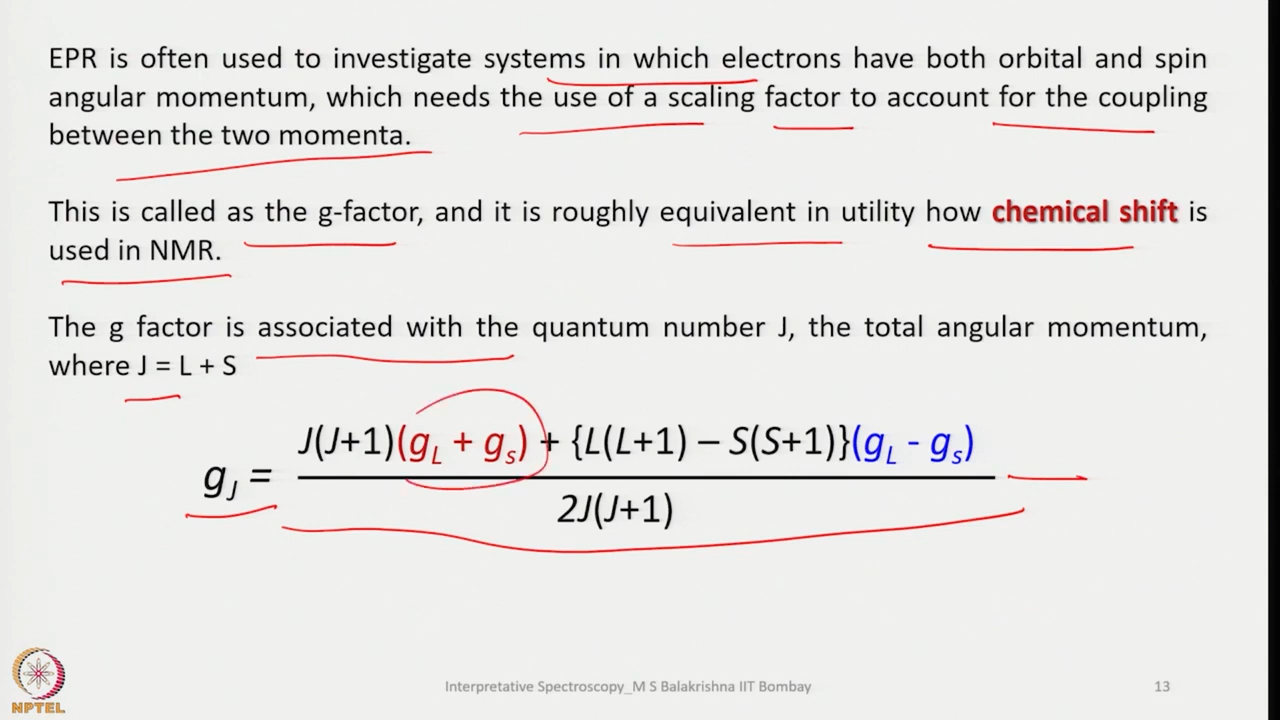 EPR is often used to investigate systems in which electrons have both orbital and spin
angular momentum, which needs the use of a scaling factor to account for the coupling
between the two momenta.
This is called as the g-factor, and it is roughly equivalent in utility how chemical shift is
used in NMR.
The g factor is associated with the quantum number J, the total angular momentum,
where J = L + S
J(J+1)(gL + gs) + {L(L+1) – S(S+1)}(gL - gs)
gJ =
2J(J+1)
NPTEL
Interpretative Spectroscopy_M S Balakrishna IIT Bombay
13